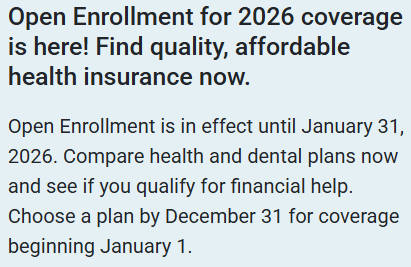 Open Enrollment for 2026 coverage
is here! Find quality, affordable
health insurance now.
Open Enrollment is in effect until January 31,
2026. Compare health and dental plans now
and see if you qualify for financial help.
Choose a plan by December 31 for coverage
beginning January 1.